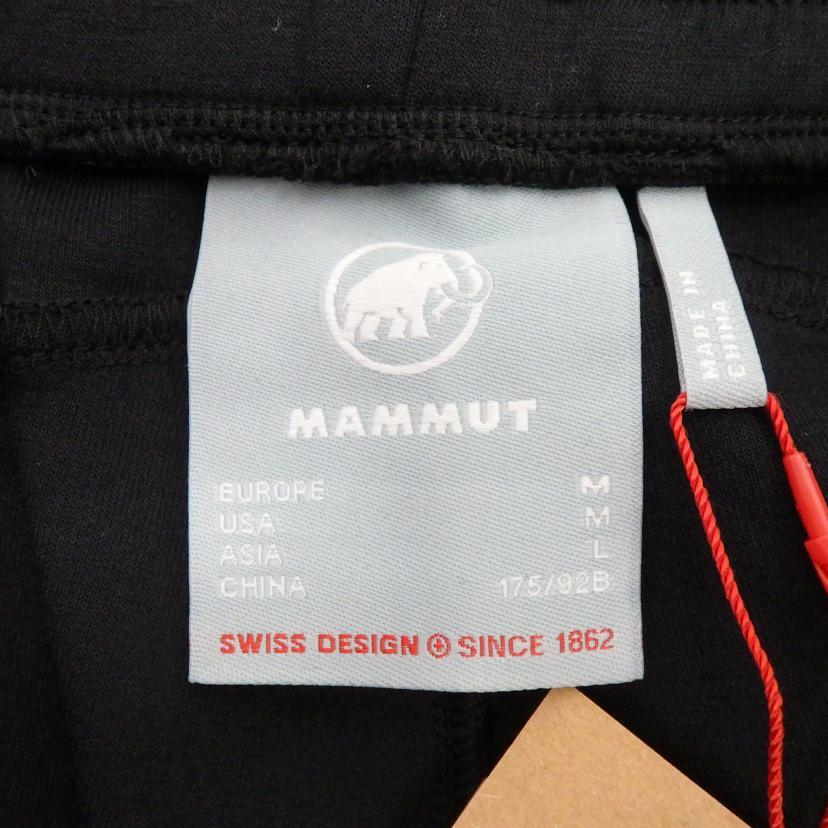 MAMMUT
EUROPE M
USA M
ASIA L
CHINA 175/92B
SWISS DESIGN SINCE 1862
MADE IN
CHINA